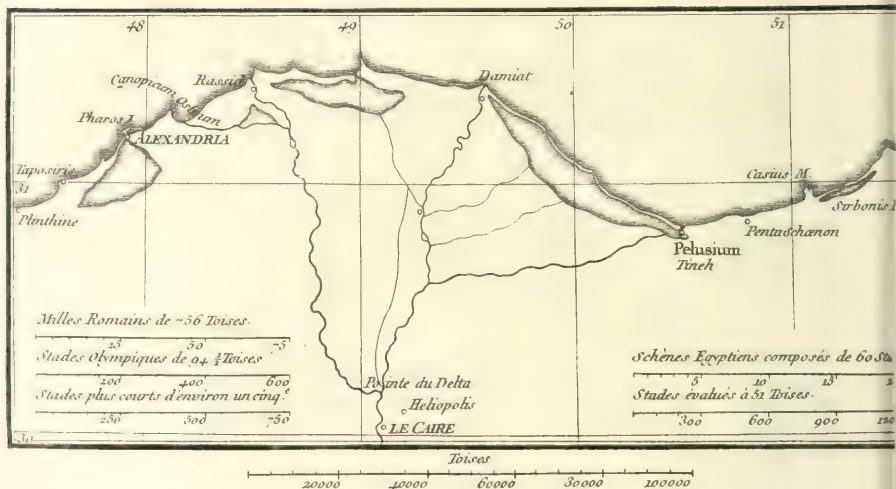 48
49
50
51
Canopicum Ostium
Rassid
Damiat
Pharos I.
ALEXANDRIA
Taposiris
31
Plinthine
Casius M.
Sirbonis
PentaSchœnon
Pelusium
Tineh
Milles Romains de 756 Toises.
25 50 75
Stades Olympiques de 94 ½ Toises
200 400 600
Stades plus courts d'environ un cinq.e
250 500 750
Pointe du Delta
Heliopolis
LE CAIRE
30
Schènes Egyptiens composés de 60
5 10 15
Stades évalués à 51 Toises.
300 600 900
Toises
20000 40000 60000 80000 100000